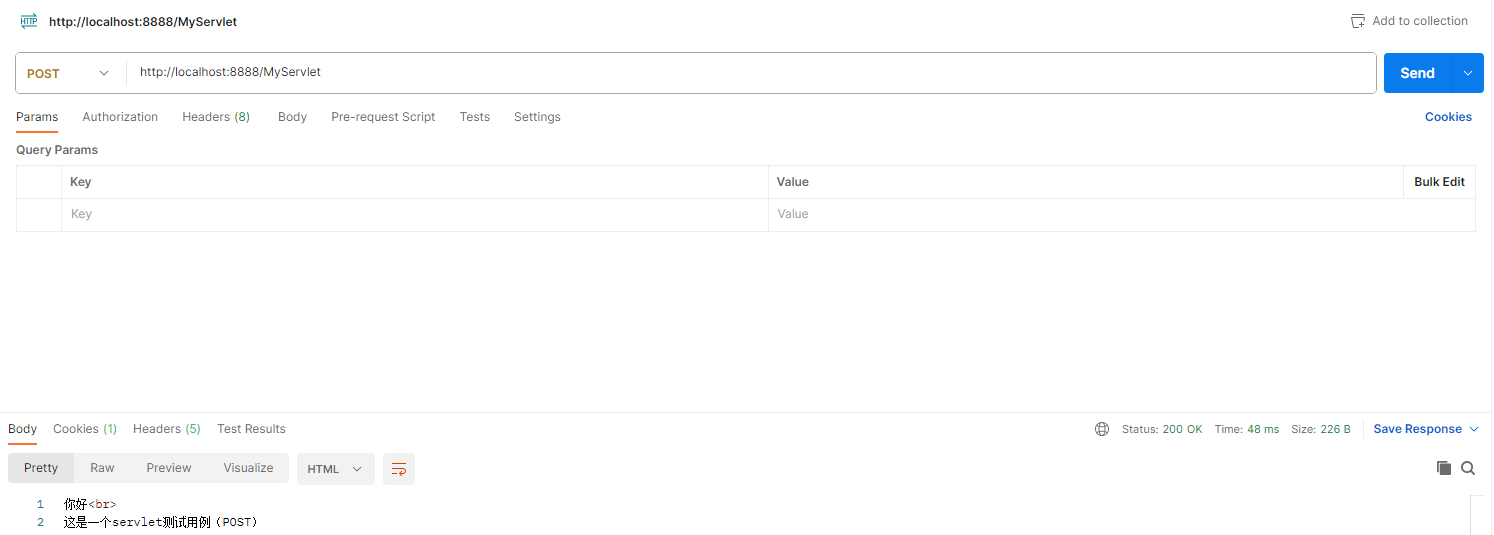 HTTP http://localhost:8888/MyServlet Add to collection
POST http://localhost:8888/MyServlet Send
Params Authorization Headers (8) Body Pre-request Script Tests Settings Cookies
Query Params
Key Value Bulk Edit
Key Value
Body Cookies (1) Headers (5) Test Results Status: 200 OK Time: 48 ms Size: 226 B Save Response
Pretty Raw Preview Visualize HTML
1 你好<br>
2 这是一个servlet测试用例（POST）